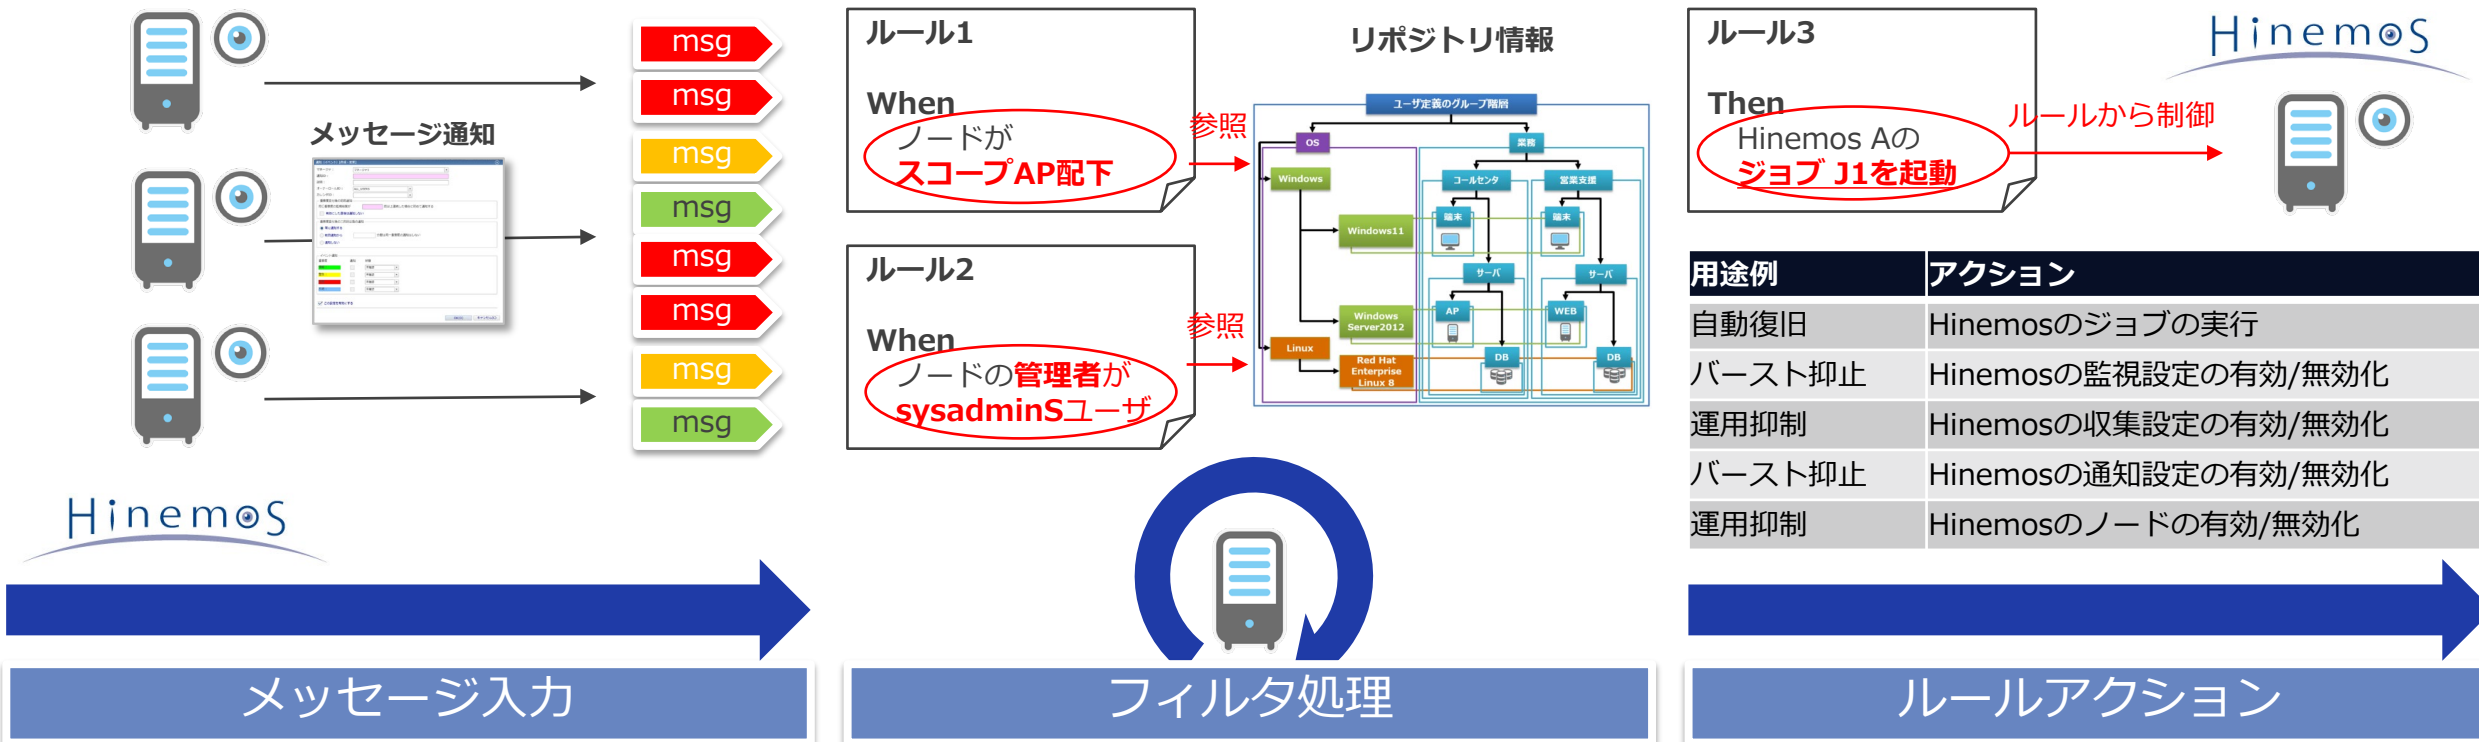 メッセージ通知
msg
msg
msg
msg
msg
msg
msg
msg
Hinemos
メッセージ入力
ルール1
When
ノードが
スコープAP配下
参照
ルール2
When
ノードの管理者が
sysadminSユーザ
参照
リポジトリ情報
ユーザ定義のグループ階層
OS
業務
Windows
コールセンタ
営業支援
端末
端末
Windows11
サーバ
サーバ
AP
WEB
Windows
Server2012
Linux
DB
DB
Red Hat
Enterprise
Linux 8
フィルタ処理
ルール3
Then
Hinemos Aの
ジョブ J1を起動
ルールから制御
Hinemos
用途例 アクション
自動復旧 Hinemosのジョブの実行
バースト抑止 Hinemosの監視設定の有効/無効化
運用抑制 Hinemosの収集設定の有効/無効化
バースト抑止 Hinemosの通知設定の有効/無効化
運用抑制 Hinemosのノードの有効/無効化
ルールアクション